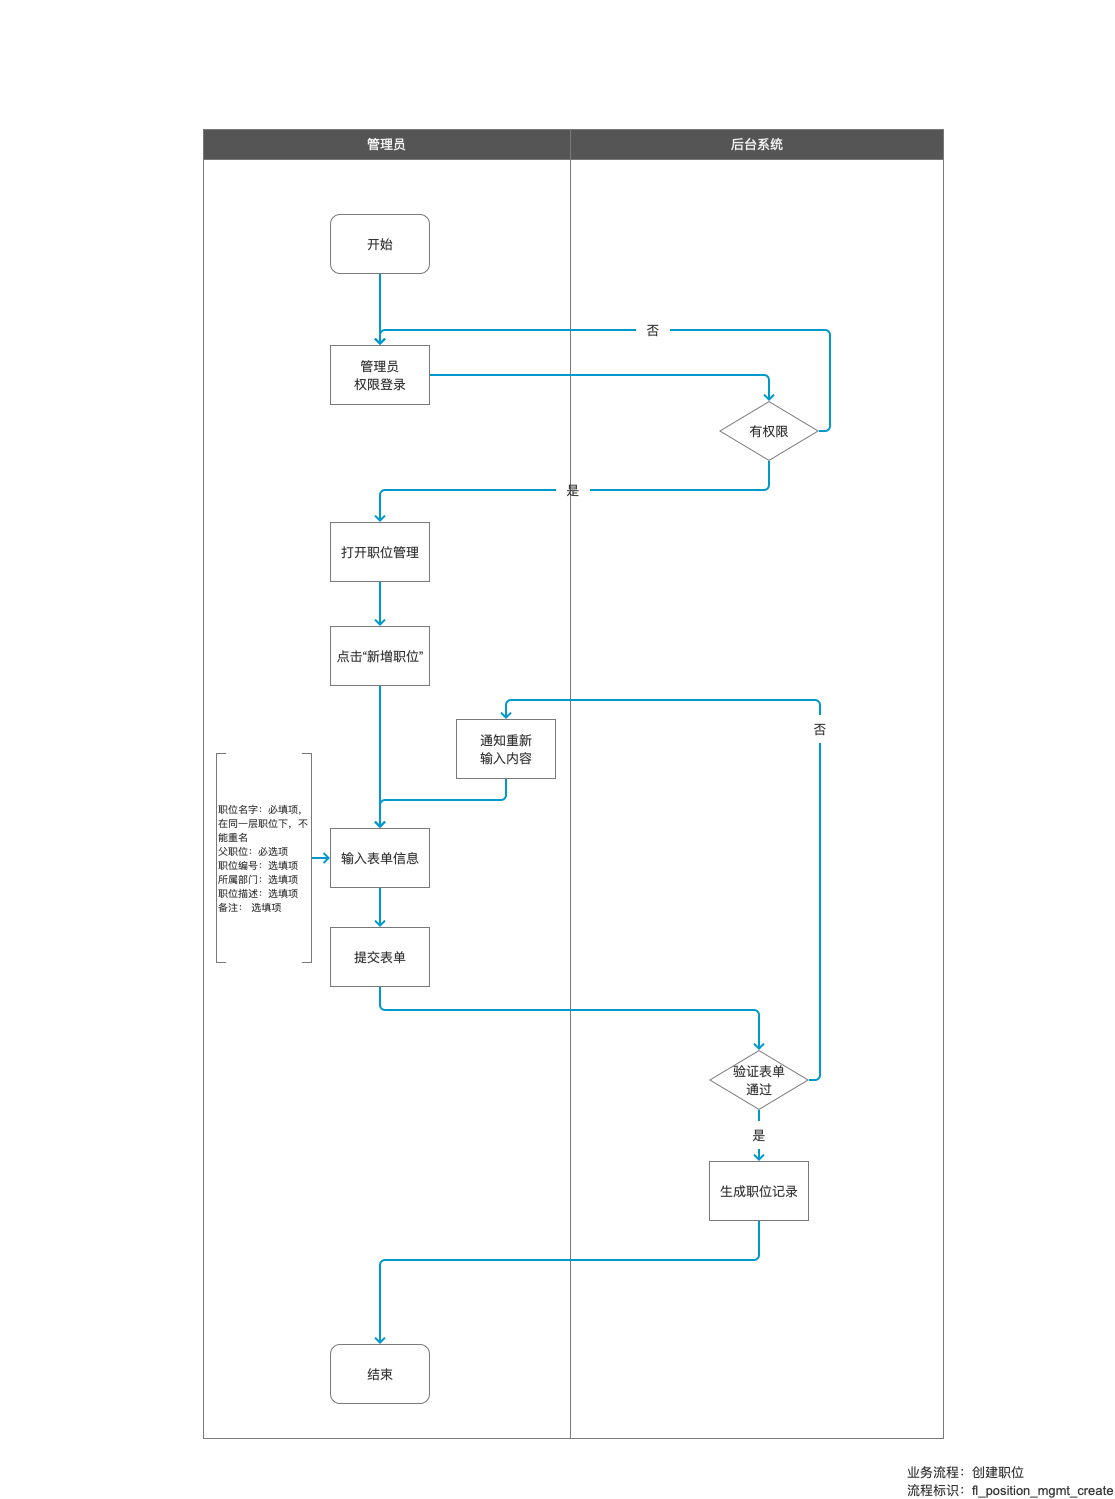 管理员
后台系统
开始
否
管理员
权限登录
有权限
是
打开职位管理
点击“新增职位”
通知重新
输入内容
否
职位名字：必填项，
在同一层职位下，不
能重名
父职位：必选项
职位编号：选填项
所属部门：选填项
职位描述：选填项
备注： 选填项
输入表单信息
提交表单
验证表单
通过
是
生成职位记录
结束
业务流程：创建职位
流程标识：fl_position_mgmt_create